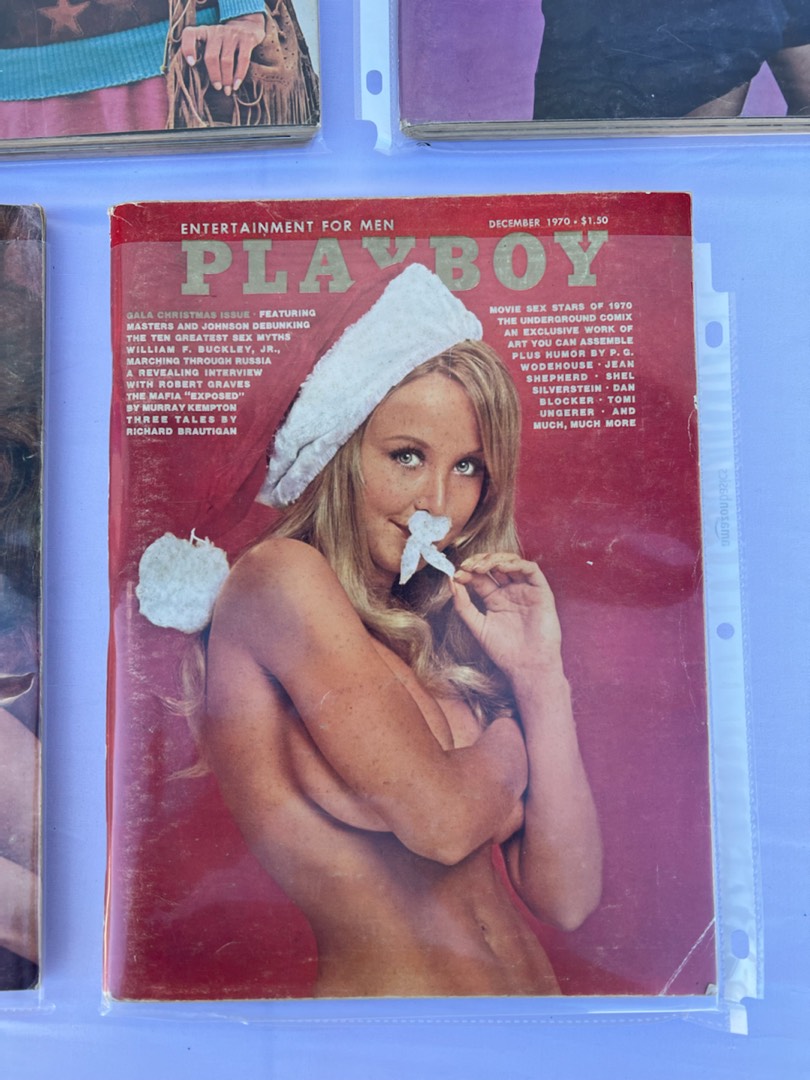 ENTERTAINMENT FOR MEN
DECEMBER 1970 • $1.50
PLAYBOY
GALA CHRISTMAS ISSUE • FEATURING
MASTERS AND JOHNSON DEBUNKING
THE TEN GREATEST SEX MYTHS
WILLIAM F. BUCKLEY, JR.,
MARCHING THROUGH RUSSIA
A REVEALING INTERVIEW
WITH ROBERT GRAVES
THE MAFIA "EXPOSED"
BY MURRAY KEMPTON
THREE TALES BY
RICHARD BRAUTIGAN
MOVIE SEX STARS OF 1970
THE UNDERGROUND COMIX
AN EXCLUSIVE WORK OF
ART YOU CAN ASSEMBLE
PLUS HUMOR BY P. G.
WODEHOUSE • JEAN
SHEPHERD • SHEL
SILVERSTEIN • DAN
BLOCKER • TOMI
UNGERER • AND
MUCH, MUCH MORE
amazonbasics